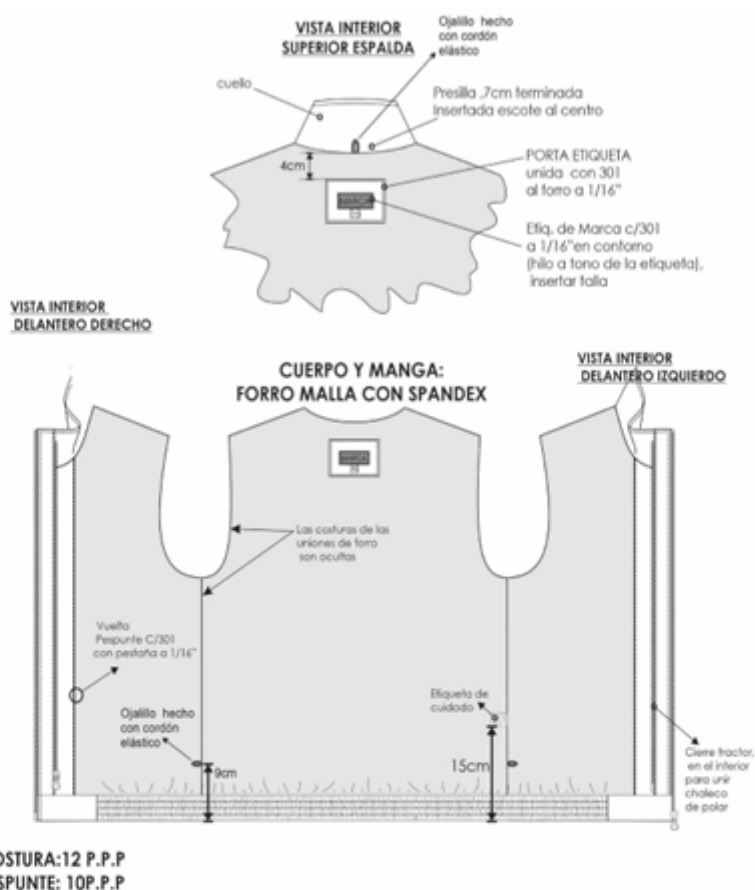 VISTA INTERIOR
SUPERIOR ESPALDA
Ojalillo hecho
con cordón
elástico
cuello
Presilla .7cm terminada
Insertada escote al centro
4cm
PORTA ETIQUETA
unida con 301
al forro a 1/16"
MARCA
Etiq. de Marca c/301
a 1/16"en contorno
(hilo a tono de la etiqueta),
insertar talla
VISTA INTERIOR
DELANTERO DERECHO
CUERPO Y MANGA:
FORRO MALLA CON SPANDEX
VISTA INTERIOR
DELANTERO IZQUIERDO
MARCA
Las costuras de las
uniones de forro
son ocultas
Vuelta
Pespunte C/301
con pestaña a 1/16"
Ojalillo hecho
con cordón
elástico
9cm
Etiqueta de
cuidado
15cm
Cierre tractor,
en el interior
para unir
chaleco
de polar
OSTURA:12 P.P.P
SPUNTE: 10P.P.P